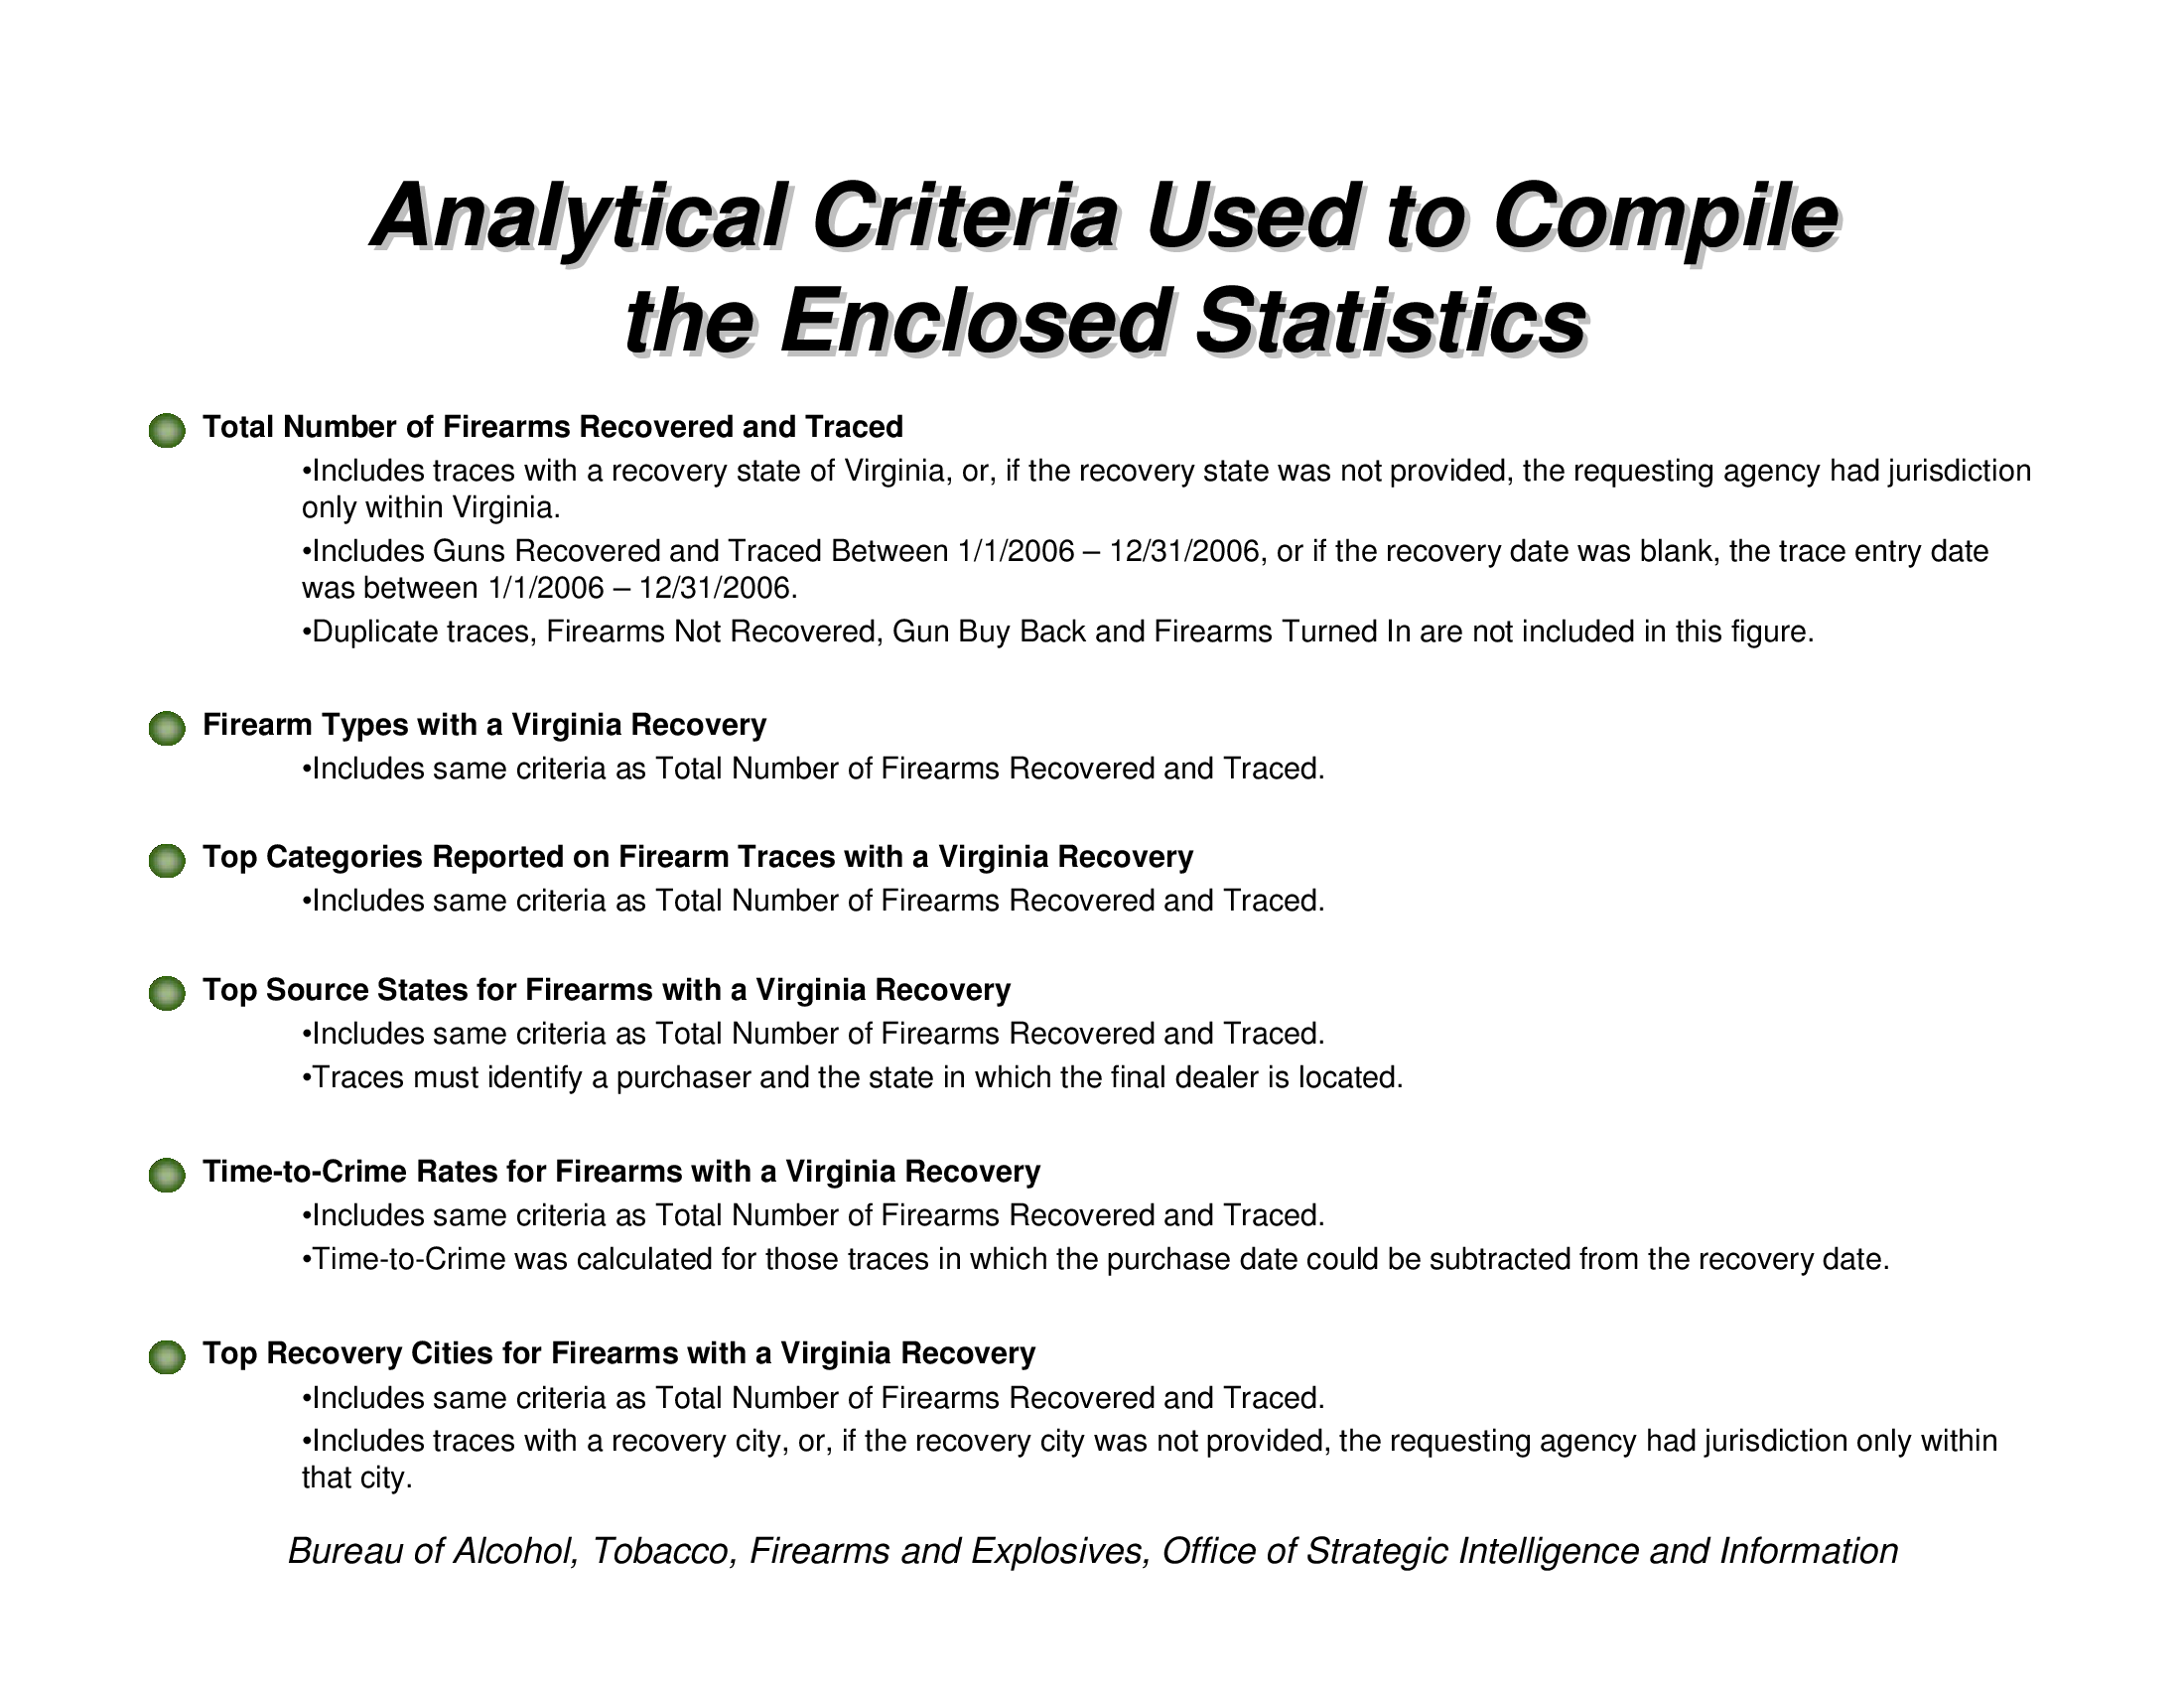 Analytical Criteria Used to Compile
the Enclosed Statistics
Total Number of Firearms Recovered and Traced
•Includes traces with a recovery state of Virginia, or, if the recovery state was not provided, the requesting agency had jurisdiction
only within Virginia.
•Includes Guns Recovered and Traced Between 1/1/2006 – 12/31/2006, or if the recovery date was blank, the trace entry date
was between 1/1/2006 – 12/31/2006.
•Duplicate traces, Firearms Not Recovered, Gun Buy Back and Firearms Turned In are not included in this figure.
Firearm Types with a Virginia Recovery
•Includes same criteria as Total Number of Firearms Recovered and Traced.
Top Categories Reported on Firearm Traces with a Virginia Recovery
•Includes same criteria as Total Number of Firearms Recovered and Traced.
Top Source States for Firearms with a Virginia Recovery
•Includes same criteria as Total Number of Firearms Recovered and Traced.
•Traces must identify a purchaser and the state in which the final dealer is located.
Time-to-Crime Rates for Firearms with a Virginia Recovery
•Includes same criteria as Total Number of Firearms Recovered and Traced.
•Time-to-Crime was calculated for those traces in which the purchase date could be subtracted from the recovery date.
Top Recovery Cities for Firearms with a Virginia Recovery
•Includes same criteria as Total Number of Firearms Recovered and Traced.
•Includes traces with a recovery city, or, if the recovery city was not provided, the requesting agency had jurisdiction only within
that city.
Bureau of Alcohol, Tobacco, Firearms and Explosives, Office of Strategic Intelligence and Information